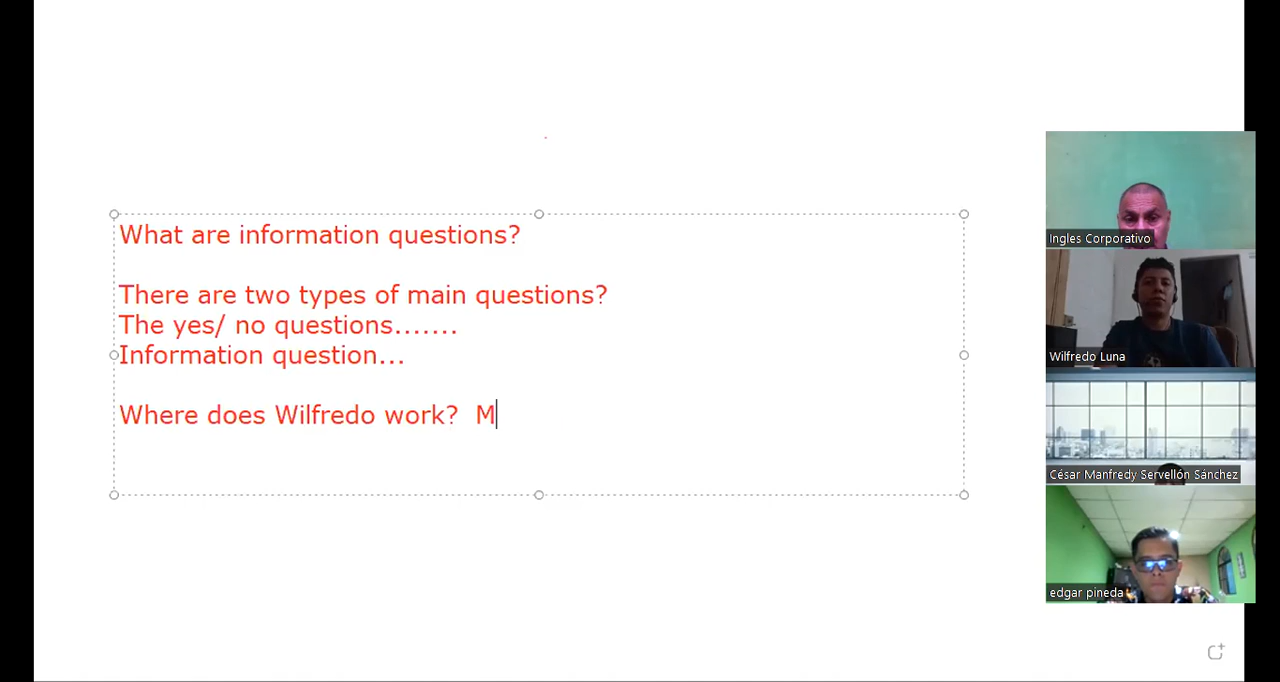 What are information questions?
There are two types of main questions?
The yes/ no questions.......
Information question...
Where does Wilfredo work?  M
Ingles Corporativo
Wilfredo Luna
César Manfredy Servellón Sánchez
edgar pineda